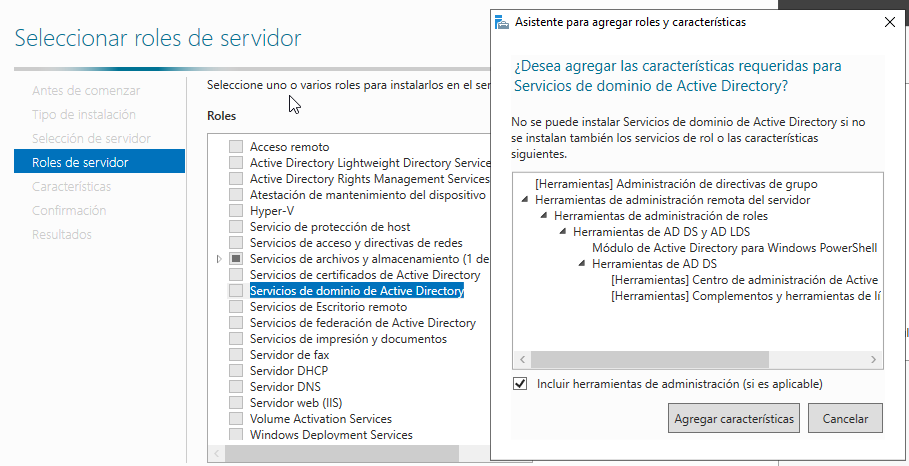 Seleccionar roles de servidor
Antes de comenzar
Tipo de instalación
Selección de servidor
Roles de servidor
Características
Confirmación
Resultados
Seleccione uno o varios roles para instalarlos en el ser
Roles
Acceso remoto
Active Directory Lightweight Directory Service
Active Directory Rights Management Services
Atestación de mantenimiento del dispositivo
Hyper-V
Servicio de protección de host
Servicios de acceso y directivas de redes
Servicios de archivos y almacenamiento (1 de
Servicios de certificados de Active Directory
Servicios de dominio de Active Directory
Servicios de Escritorio remoto
Servicios de federación de Active Directory
Servicios de impresión y documentos
Servidor de fax
Servidor DHCP
Servidor DNS
Servidor web (IIS)
Volume Activation Services
Windows Deployment Services
Asistente para agregar roles y características
¿Desea agregar las características requeridas para
Servicios de dominio de Active Directory?
No se puede instalar Servicios de dominio de Active Directory si no
se instalan también los servicios de rol o las características
siguientes.
[Herramientas] Administración de directivas de grupo
Herramientas de administración remota del servidor
Herramientas de administración de roles
Herramientas de AD DS y AD LDS
Módulo de Active Directory para Windows PowerShell
Herramientas de AD DS
[Herramientas] Centro de administración de Active
[Herramientas] Complementos y herramientas de lí
Incluir herramientas de administración (si es aplicable)
Agregar características
Cancelar